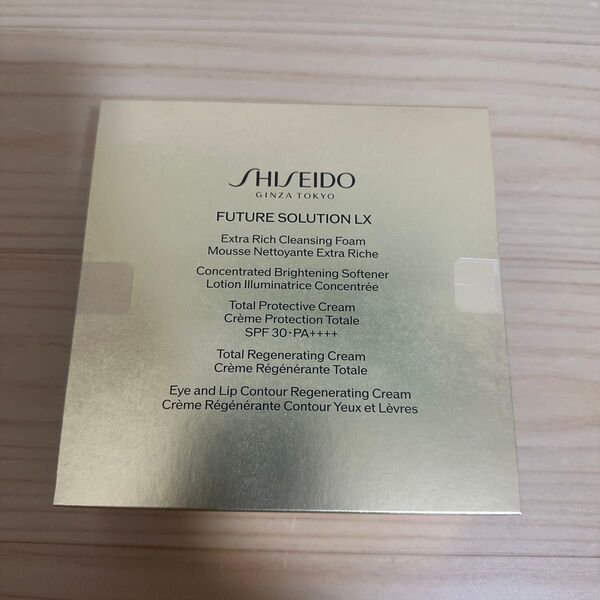 SHISEIDO
GINZA TOKYO
FUTURE SOLUTION LX
Extra Rich Cleansing Foam
Mousse Nettoyante Extra Riche
Concentrated Brightening Softener
Lotion Illuminatrice Concentrée
Total Protective Cream
Crème Protection Totale
SPF 30·PA++++
Total Regenerating Cream
Crème Régénérante Totale
Eye and Lip Contour Regenerating Cream
Crème Régénérante Contour Yeux et Lèvres